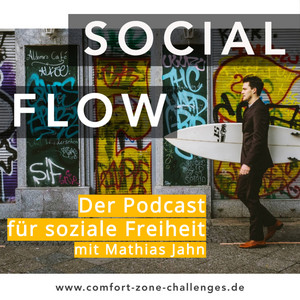 SOCIAL
FLOW
Der Podcast
für soziale Freiheit
mit Mathias Jahn
www.comfort-zone-challenges.de